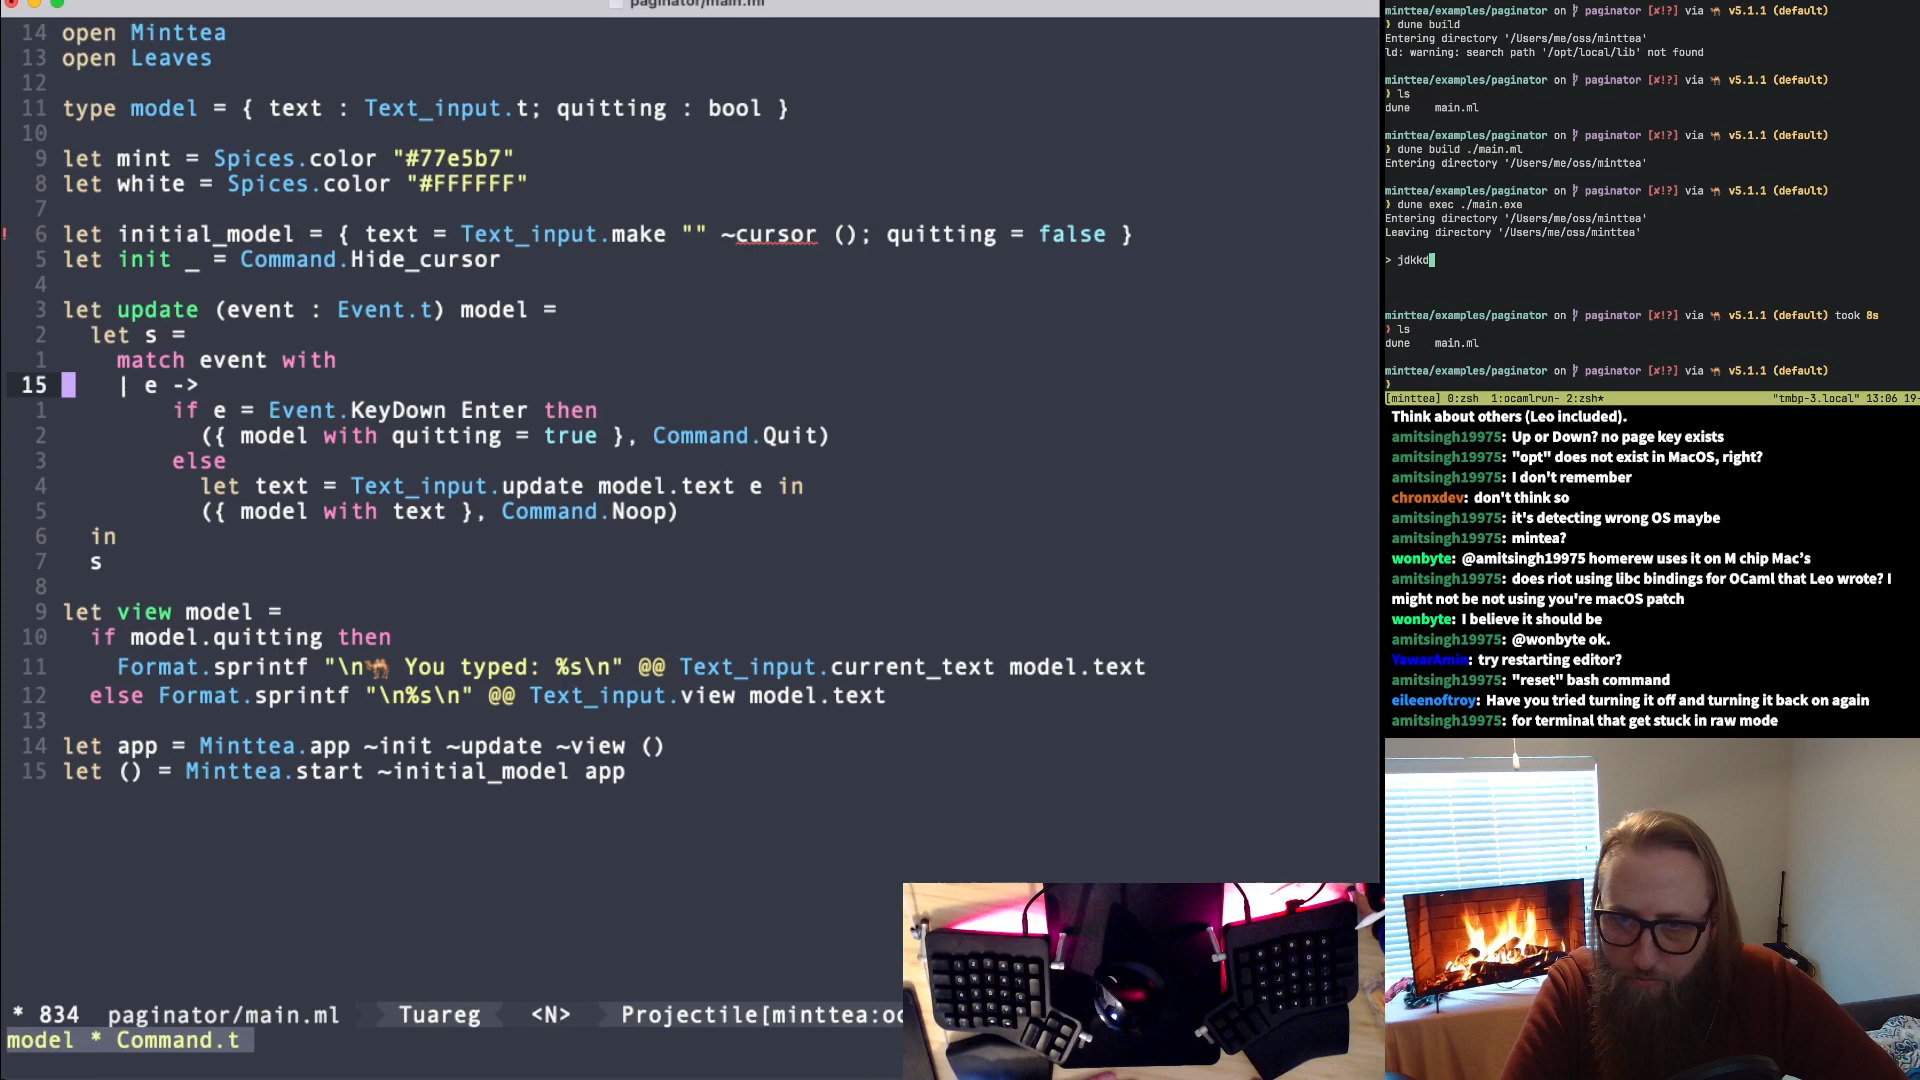 paginator/main.ml
14 open Minttea
13 open Leaves
12
11 type model = { text : Text_input.t; quitting : bool }
10
9 let mint = Spices.color "#77e5b7"
8 let white = Spices.color "#FFFFFF"
7
! 6 let initial_model = { text = Text_input.make "" ~cursor (); quitting = false }
5 let init _ = Command.Hide_cursor
4
3 let update (event : Event.t) model =
2 let s =
1 match event with
15 | e ->
1 if e = Event.KeyDown Enter then
2 ({ model with quitting = true }, Command.Quit)
3 else
4 let text = Text_input.update model.text e in
5 ({ model with text }, Command.Noop)
6 in
7 s
8
9 let view model =
10 if model.quitting then
11 Format.sprintf "\n🐪 You typed: %s\n" @@ Text_input.current_text model.text
12 else Format.sprintf "\n%s\n" @@ Text_input.view model.text
13
14 let app = Minttea.app ~init ~update ~view ()
15 let () = Minttea.start ~initial_model app
* 834 paginator/main.ml Tuareg <N> Projectile[minttea:oc
model * Command.t
minttea/examples/paginator on paginator [✘!?] via 🐫 v5.1.1 (default)
❯ dune build
Entering directory '/Users/me/oss/minttea'
ld: warning: search path '/opt/local/lib' not found
minttea/examples/paginator on paginator [✘!?] via 🐫 v5.1.1 (default)
❯ ls
dune main.ml
minttea/examples/paginator on paginator [✘!?] via 🐫 v5.1.1 (default)
❯ dune build ./main.ml
Entering directory '/Users/me/oss/minttea'
minttea/examples/paginator on paginator [✘!?] via 🐫 v5.1.1 (default)
❯ dune exec ./main.exe
Entering directory '/Users/me/oss/minttea'
Leaving directory '/Users/me/oss/minttea'
> jdkkd
minttea/examples/paginator on paginator [✘!?] via 🐫 v5.1.1 (default) took 8s
❯ ls
dune main.ml
minttea/examples/paginator on paginator [✘!?] via 🐫 v5.1.1 (default)
❯
[minttea] 0:zsh 1:ocamlrun- 2:zsh* "tmbp-3.local" 13:06 19-
Think about others (Leo included).
amitsingh19975: Up or Down? no page key exists
amitsingh19975: "opt" does not exist in MacOS, right?
amitsingh19975: I don't remember
chronxdev: don't think so
amitsingh19975: it's detecting wrong OS maybe
amitsingh19975: mintea?
wonbyte: @amitsingh19975 homerew uses it on M chip Mac's
amitsingh19975: does riot using libc bindings for OCaml that Leo wrote? I
might not be not using you're macOS patch
wonbyte: I believe it should be
amitsingh19975: @wonbyte ok.
YawarAmin: try restarting editor?
amitsingh19975: "reset" bash command
eileenoftroy: Have you tried turning it off and turning it back on again
amitsingh19975: for terminal that get stuck in raw mode